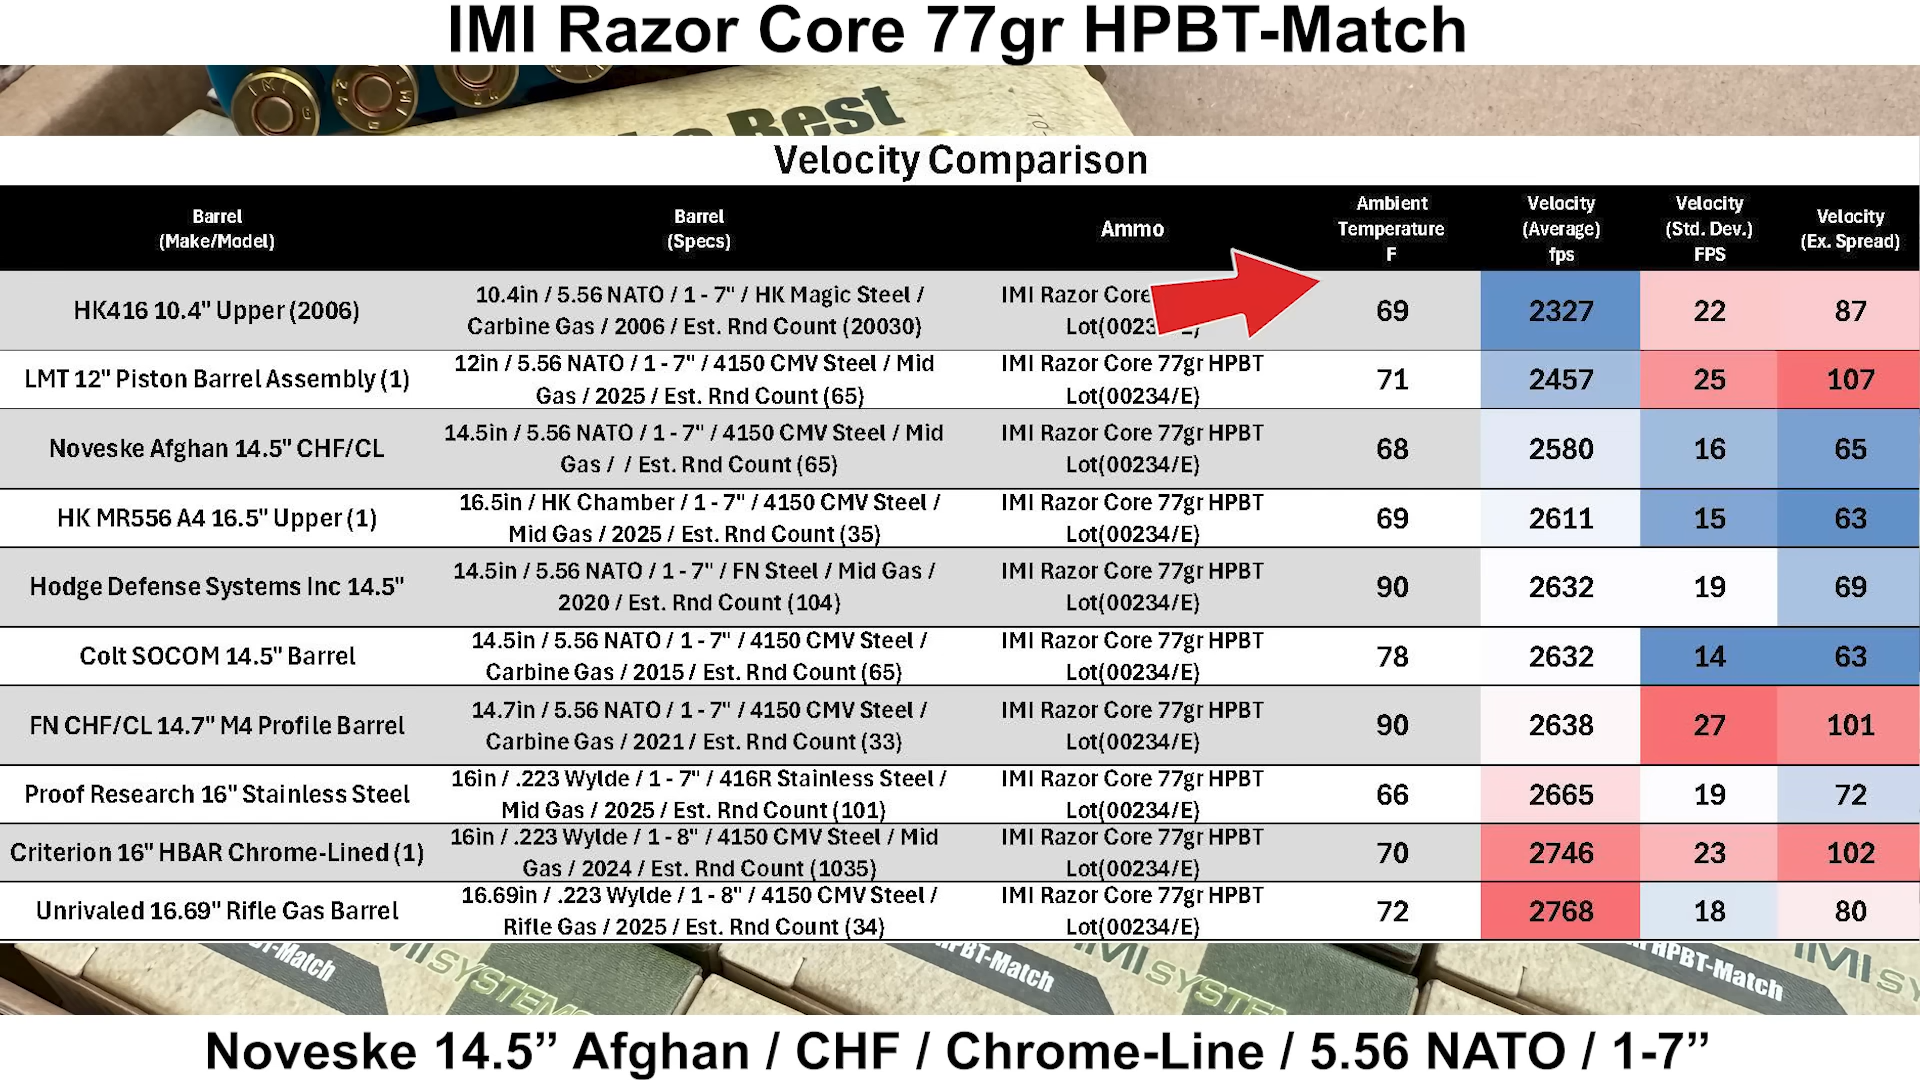 IMI Razor Core 77gr HPBT-Match
Best
Velocity Comparison
Barrel
(Make/Model)
Barrel
(Specs)
Ammo
Ambient
Temperature
F
Velocity
(Average)
fps
Velocity
(Std. Dev.)
FPS
Velocity
(Ex. Spread)
HK416 10.4" Upper (2006)
10.4in / 5.56 NATO / 1 - 7" / HK Magic Steel /
Carbine Gas / 2006 / Est. Rnd Count (20030)
IMI Razor Core
69
2327
22
87
LMT 12" Piston Barrel Assembly (1)
12in / 5.56 NATO / 1 - 7" / 4150 CMV Steel / Mid
Gas / 2025 / Est. Rnd Count (65)
IMI Razor Core 77gr HPBT
Lot(00234/E)
71
2457
25
107
Noveske Afghan 14.5" CHF/CL
14.5in / 5.56 NATO / 1 - 7" / 4150 CMV Steel / Mid
Gas / / Est. Rnd Count (65)
IMI Razor Core 77gr HPBT
Lot(00234/E)
68
2580
16
65
HK MR556 A4 16.5" Upper (1)
16.5in / HK Chamber / 1 - 7" / 4150 CMV Steel /
Mid Gas / 2025 / Est. Rnd Count (35)
IMI Razor Core 77gr HPBT
Lot(00234/E)
69
2611
15
63
Hodge Defense Systems Inc 14.5"
14.5in / 5.56 NATO / 1 - 7" / FN Steel / Mid Gas /
2020 / Est. Rnd Count (104)
IMI Razor Core 77gr HPBT
Lot(00234/E)
90
2632
19
69
Colt SOCOM 14.5" Barrel
14.5in / 5.56 NATO / 1 - 7" / 4150 CMV Steel /
Carbine Gas / 2015 / Est. Rnd Count (65)
IMI Razor Core 77gr HPBT
Lot(00234/E)
78
2632
14
63
FN CHF/CL 14.7" M4 Profile Barrel
14.7in / 5.56 NATO / 1 - 7" / 4150 CMV Steel /
Carbine Gas / 2021 / Est. Rnd Count (33)
IMI Razor Core 77gr HPBT
Lot(00234/E)
90
2638
27
101
Proof Research 16" Stainless Steel
16in / .223 Wylde / 1 - 7" / 416R Stainless Steel /
Mid Gas / 2025 / Est. Rnd Count (101)
IMI Razor Core 77gr HPBT
Lot(00234/E)
66
2665
19
72
Criterion 16" HBAR Chrome-Lined (1)
16in / .223 Wylde / 1 - 8" / 4150 CMV Steel / Mid
Gas / 2024 / Est. Rnd Count (1035)
IMI Razor Core 77gr HPBT
Lot(00234/E)
70
2746
23
102
Unrivaled 16.69" Rifle Gas Barrel
16.69in / .223 Wylde / 1 - 8" / 4150 CMV Steel /
Rifle Gas / 2025 / Est. Rnd Count (34)
IMI Razor Core 77gr HPBT
Lot(00234/E)
72
2768
18
80
Noveske 14.5” Afghan / CHF / Chrome-Line / 5.56 NATO / 1-7”